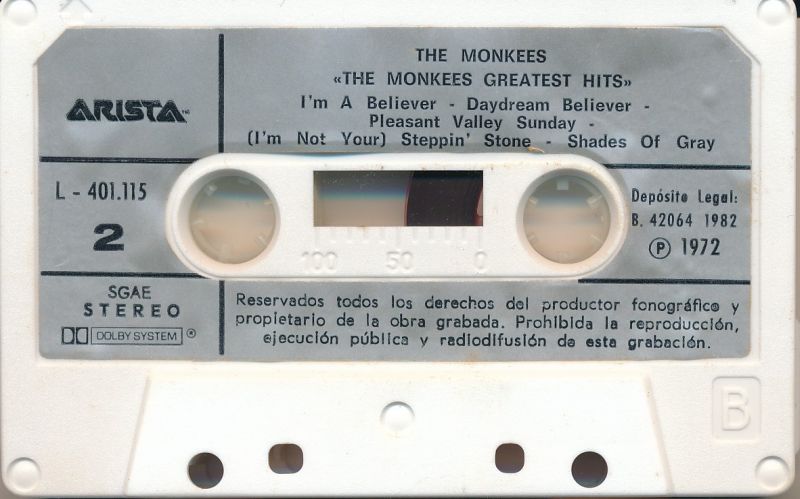 THE MONKEES
«THE MONKEES GREATEST HITS»
I'm A Believer - Daydream Believer -
Pleasant Valley Sunday -
(I'm Not Your) Steppin' Stone - Shades Of Gray
ARISTA™
L - 401.115
2
Depósito Legal:
B. 42064 1982
Ⓟ 1972
100 50 0
SGAE
STEREO
DOLBY SYSTEM ®
Reservados todos los derechos del productor fonográfico y
propietario de la obra grabada. Prohibida la reproducción,
ejecución pública y radiodifusión de esta grabación.
B